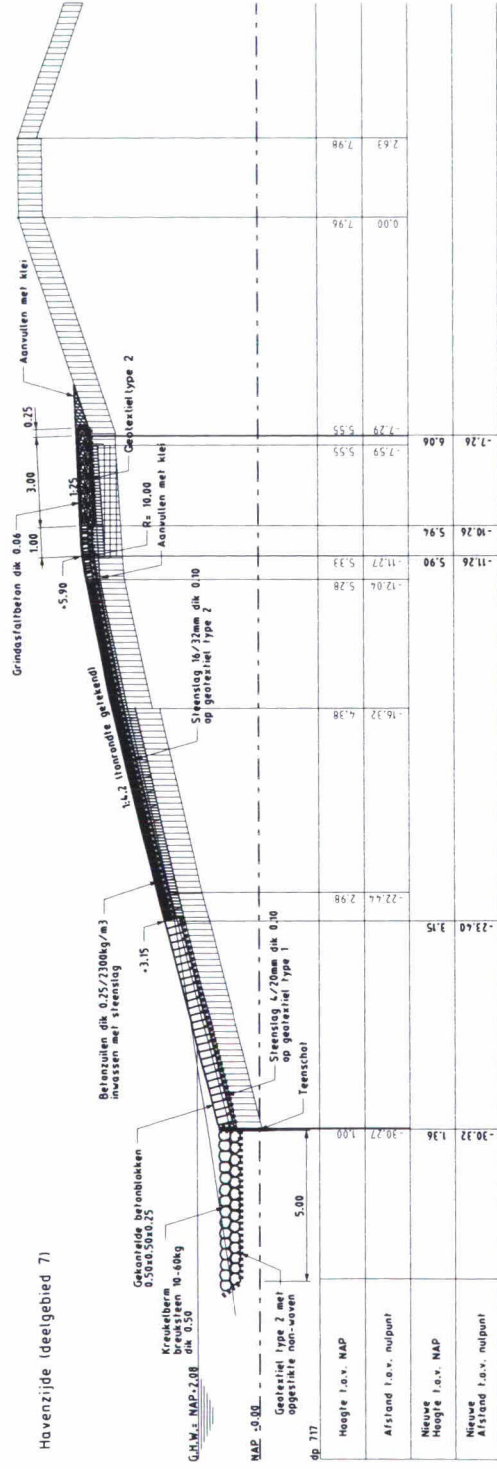 Havenzijde (deelgebied 7)
Grindasfaltbeton dik 0.06
1.00
3.00
0.25
Aanvullen met klei
+5.90
1:25
Geotextiel type 2
R= 10.00
Aanvullen met klei
1:4.2 (tonrondte getekend)
Steenslag 16/32mm dik 0.10
op geotextiel type 2
Betonzuilen dik 0.25/2300kg/m3
inwassen met steenslag
+3.15
Gekantelde betonblokken
0.50x0.50x0.25
Steenslag 4/20mm dik 0.10
op geotextiel type 1
Kreukelberm
breuksteen 10-60kg
dik 0.50
Teenschot
G.H.W.= NAP+2.08
5.00
Geotextiel type 2 met
opgestikte non-woven
NAP -0.00
dp 717
Hoogte t.o.v. NAP
1.00
2.98
4.38
5.28
5.33
5.55
5.55
7.96
7.98
Afstand t.o.v. nulpunt
-30.27
-22.44
-16.32
-12.04
-11.27
-7.59
-7.29
0.00
2.63
Nieuwe
Hoogte t.o.v. NAP
1.36
3.15
5.90
5.94
6.06
Nieuwe
Afstand t.o.v. nulpunt
-30.32
-23.40
-11.26
-10.26
-7.26